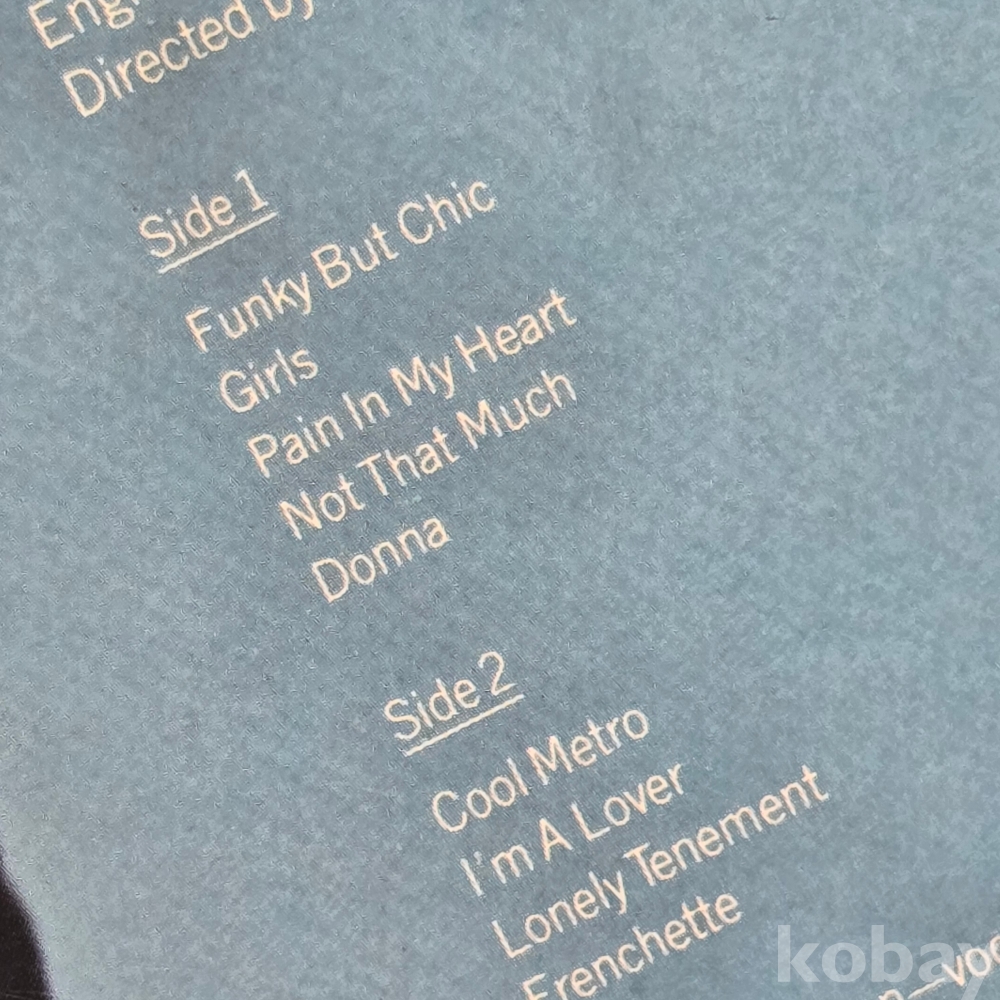 Directed by
Side 1
Funky But Chic
Girls
Pain In My Heart
Not That Much
Donna
Side 2
Cool Metro
I'm A Lover
Lonely Tenement
Frenchette
kobay